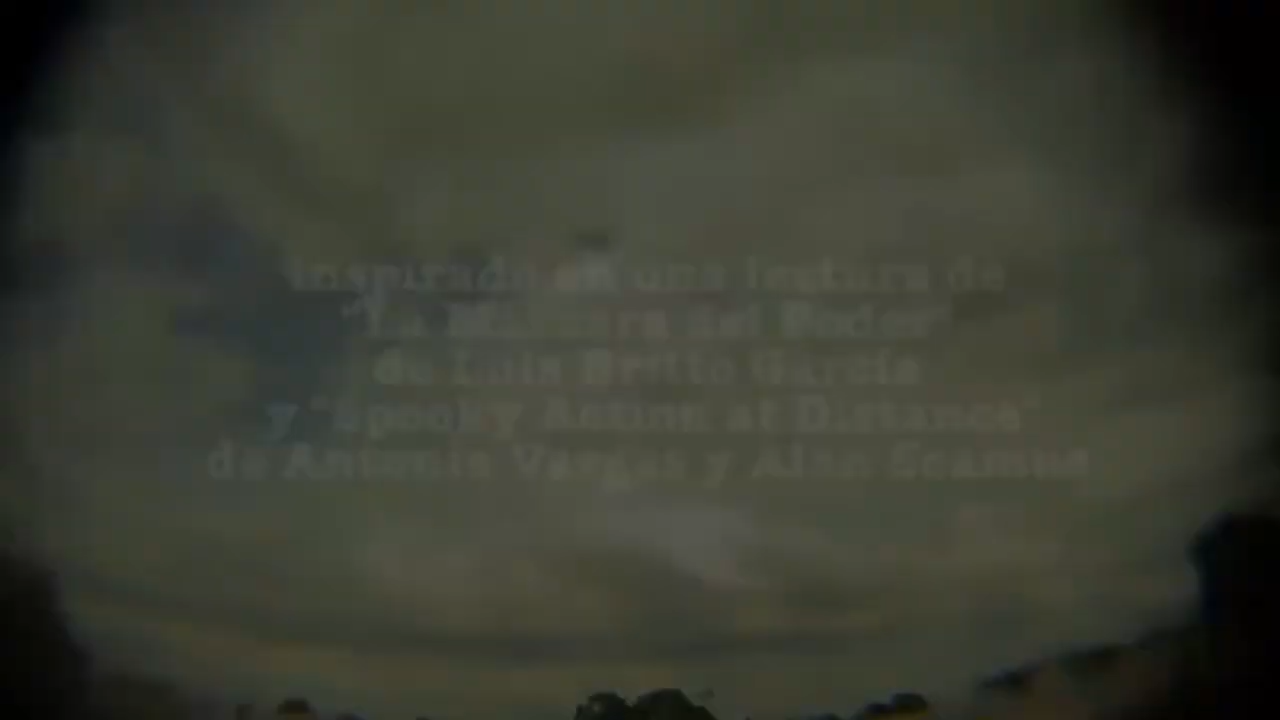 inspirado en una lectura de
"La Máscara del Poder"
de Luis Britto García
y "Spooky Action at Distance"
de Antonio Vargas y Alan